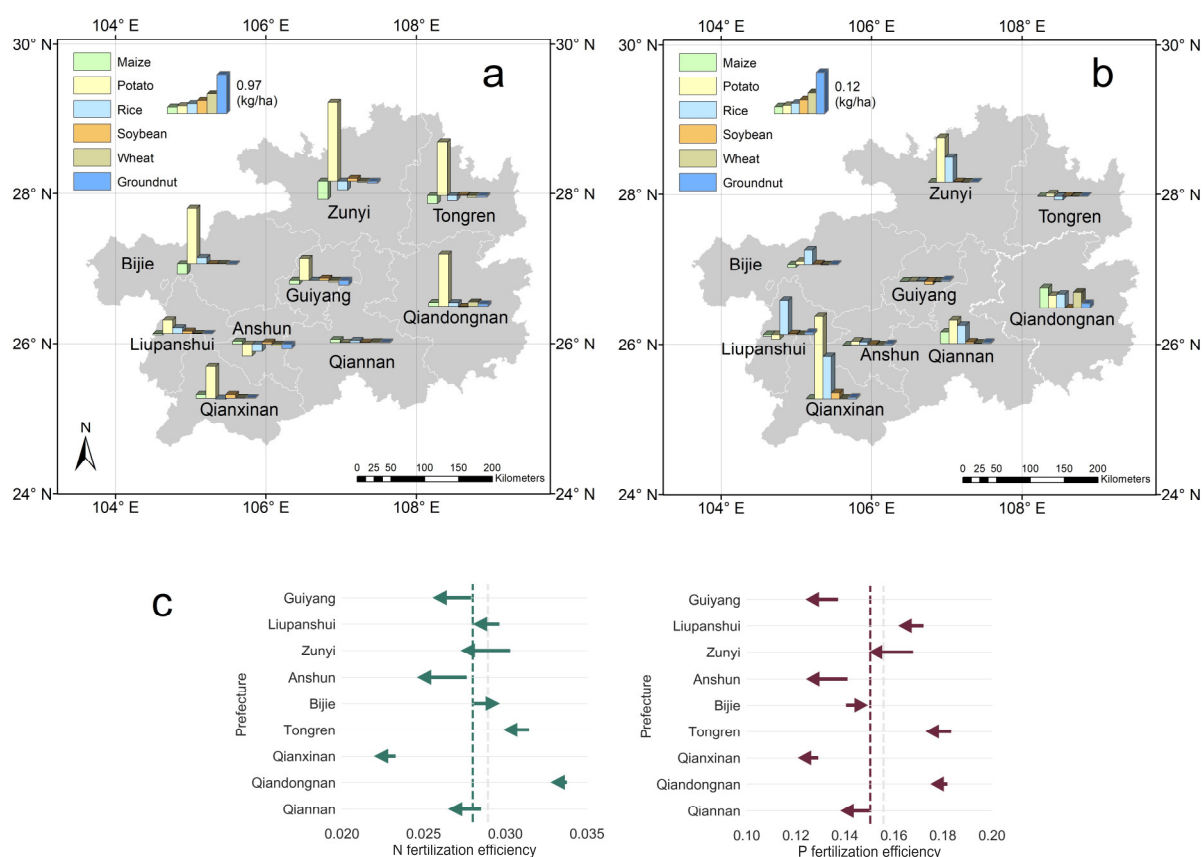 104° E 106° E 108° E
30° N 30° N
a
Maize
Potato
Rice
Soybean
Wheat
Groundnut
0.97
(kg/ha)
28° N 28° N
Zunyi
Tongren
Bijie
Guiyang
Qiandongnan
Anshun
Liupanshui
26° N 26° N
Qiannan
Qianxinan
N
0 25 50 100 150 200
Kilometers
24° N 24° N
104° E 106° E 108° E
104° E 106° E 108° E
30° N 30° N
b
Maize
Potato
Rice
Soybean
Wheat
Groundnut
0.12
(kg/ha)
28° N 28° N
Zunyi
Tongren
Bijie
Guiyang
Qiandongnan
Liupanshui
Anshun
Qiannan
26° N 26° N
Qianxinan
0 25 50 100 150 200
Kilometers
24° N 24° N
104° E 106° E 108° E
c
Prefecture
Guiyang
Liupanshui
Zunyi
Anshun
Bijie
Tongren
Qianxinan
Qiandongnan
Qiannan
0.020 0.025 0.030 0.035
N fertilization efficiency
Prefecture
Guiyang
Liupanshui
Zunyi
Anshun
Bijie
Tongren
Qianxinan
Qiandongnan
Qiannan
0.10 0.12 0.14 0.16 0.18 0.20
P fertilization efficiency